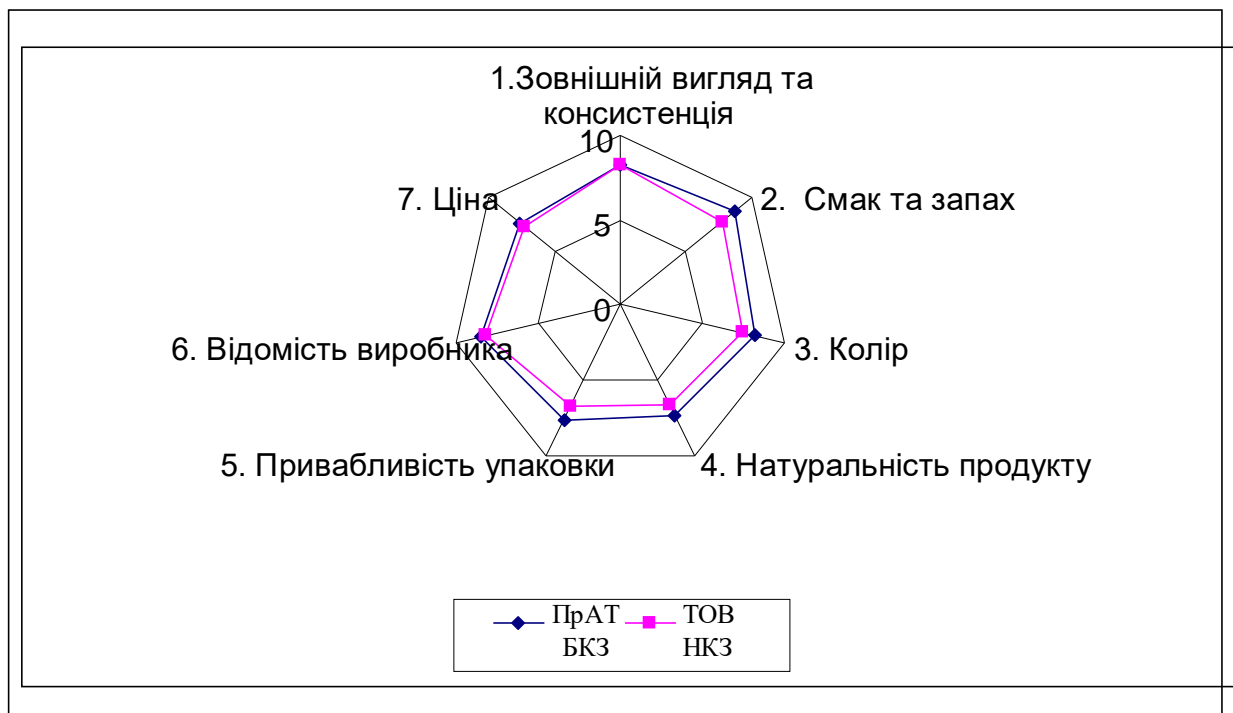 1.Зовнішній вигляд та
консистенція
10
7. Ціна
2. Смак та запах
5
0
6. Відомість виробника
3. Колір
5. Привабливість упаковки
4. Натуральність продукту
ПрАТ ТОВ
БКЗ НКЗ